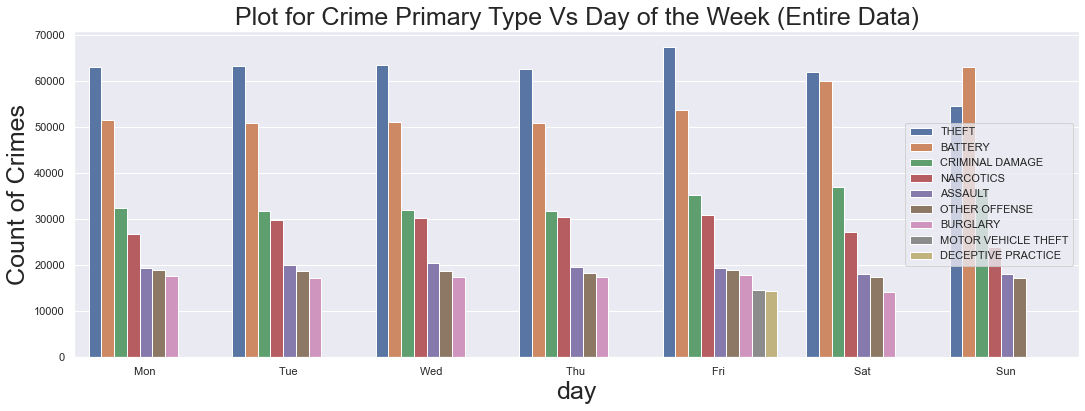 Plot for Crime Primary Type Vs Day of the Week (Entire Data)
Count of Crimes
70000
60000
50000
40000
30000
20000
10000
0
THEFT
BATTERY
CRIMINAL DAMAGE
NARCOTICS
ASSAULT
OTHER OFFENSE
BURGLARY
MOTOR VEHICLE THEFT
DECEPTIVE PRACTICE
Mon Tue Wed Thu Fri Sat Sun
day